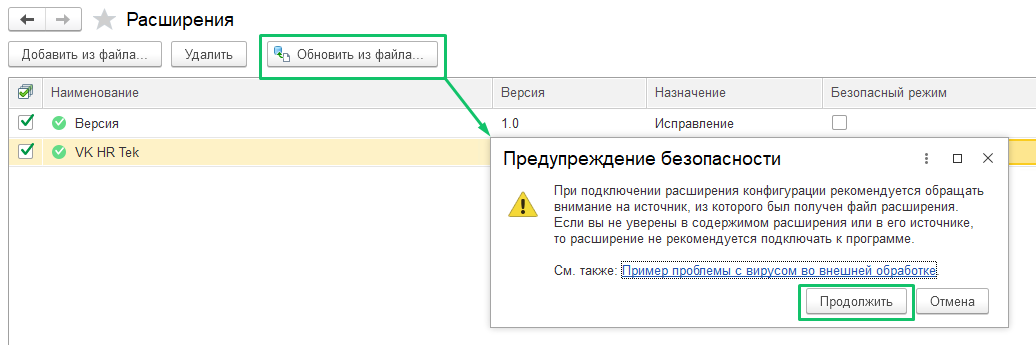 Расширения
Добавить из файла... Удалить Обновить из файла...
Наименование Версия Назначение Безопасный режим
Версия 1.0 Исправление
VK HR Tek
Предупреждение безопасности
При подключении расширения конфигурации рекомендуется обращать
внимание на источник, из которого был получен файл расширения.
Если вы не уверены в содержимом расширения или в его источнике,
то расширение не рекомендуется подключать к программе.
См. также: Пример проблемы с вирусом во внешней обработке.
Продолжить Отмена